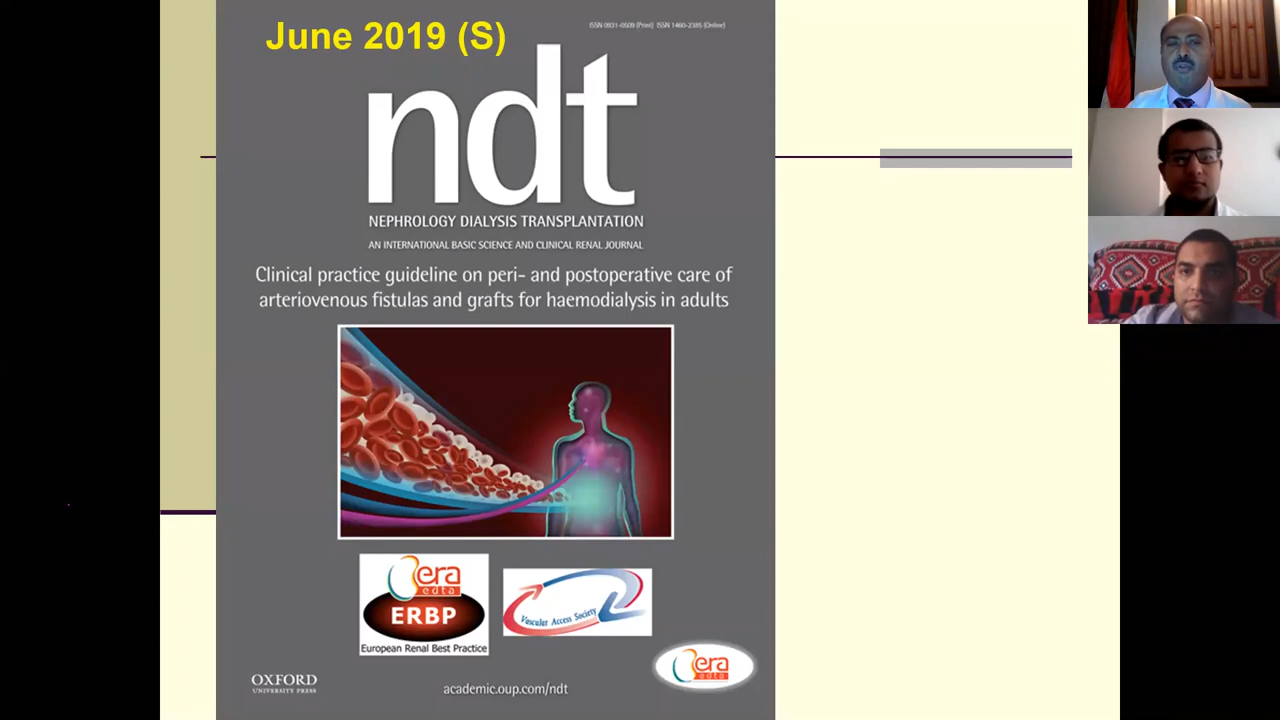 June 2019 (S)
ISSN 0931-0509 (Print) ISSN 1460-2385 (Online)
ndt
NEPHROLOGY DIALYSIS TRANSPLANTATION
AN INTERNATIONAL BASIC SCIENCE AND CLINICAL RENAL JOURNAL
Clinical practice guideline on peri- and postoperative care of
arteriovenous fistulas and grafts for haemodialysis in adults
era
edta
ERBP
European Renal Best Practice
Vascular Access Society
era
edta
OXFORD
UNIVERSITY PRESS
academic.oup.com/ndt